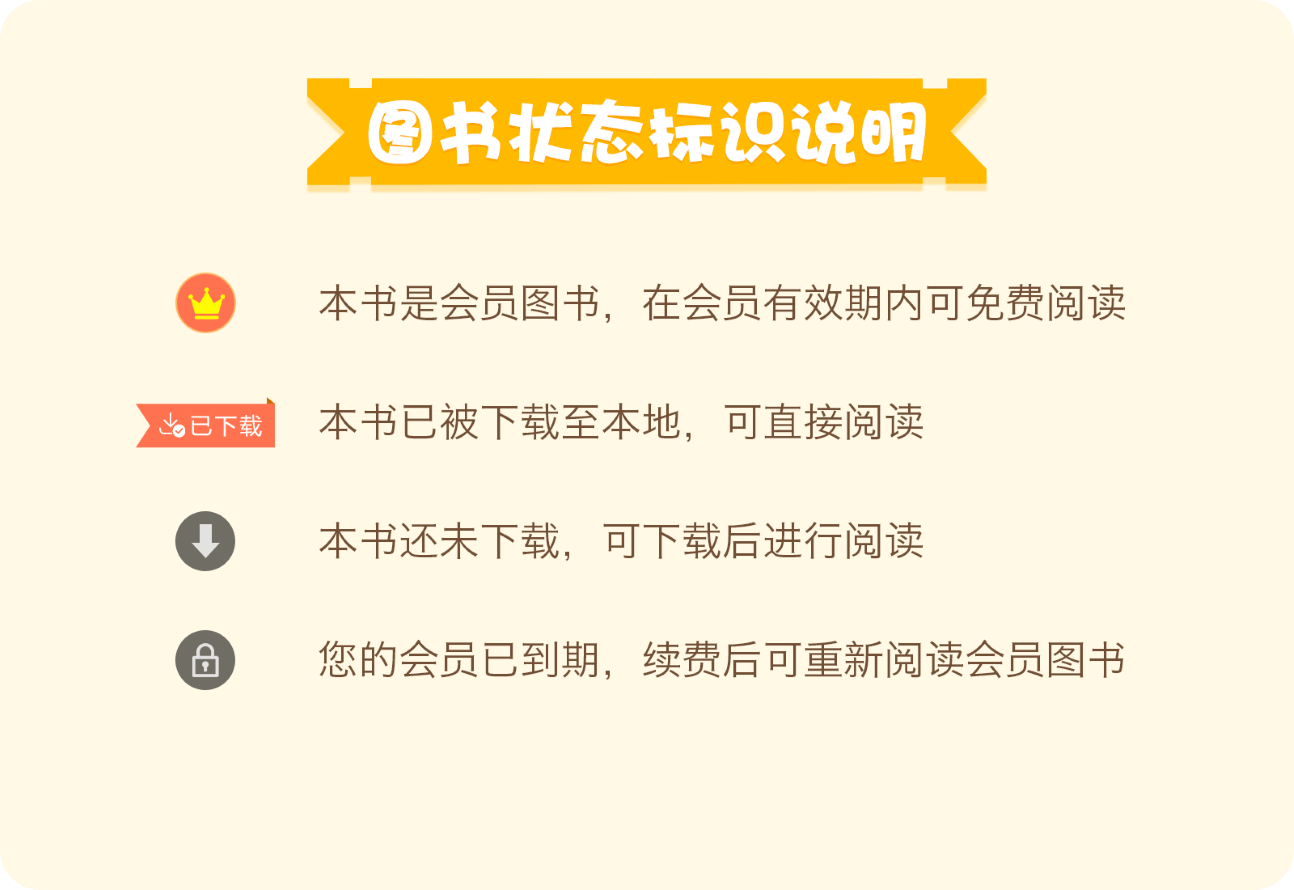 图书状态标识说明
本书是会员图书，在会员有效期内可免费阅读
已下载 本书已被下载至本地，可直接阅读
本书还未下载，可下载后进行阅读
您的会员已到期，续费后可重新阅读会员图书